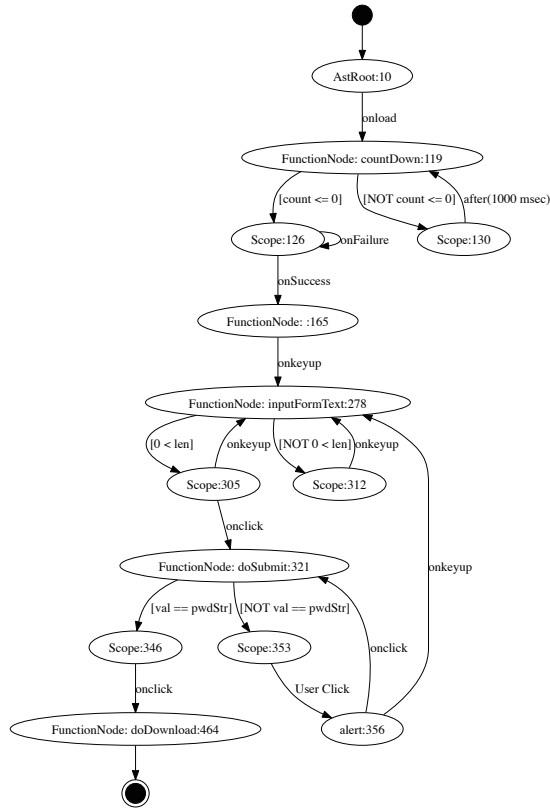 AstRoot:10
onload
FunctionNode: countDown:119
[count <= 0]
[NOT count <= 0]
after(1000 msec)
Scope:126
onFailure
Scope:130
onSuccess
FunctionNode: :165
onkeyup
FunctionNode: inputFormText:278
[0 < len]
onkeyup
[NOT 0 < len]
onkeyup
Scope:305
Scope:312
onclick
FunctionNode: doSubmit:321
onkeyup
[val == pwdStr]
[NOT val == pwdStr]
Scope:346
Scope:353
onclick
onclick
User Click
FunctionNode: doDownload:464
alert:356